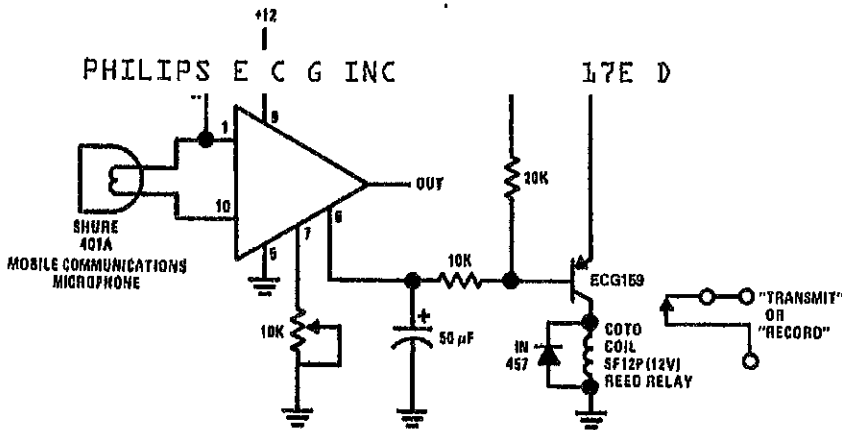 +12
PHILIPS E C G INC 17E D
1
9
10
OUT
5
7
6
20K
SHURE
401A
MOBILE COMMUNICATIONS
MICROPHONE
10K
ECG159
10K
+
50 µF
IN
457
COTO
COIL
SF12P (12V)
REED RELAY
"TRANSMIT"
OR
"RECORD"